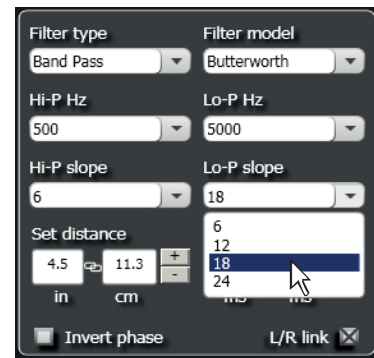 Filter type Filter model
Band Pass Butterworth
Hi-P Hz Lo-P Hz
500 5000
Hi-P slope Lo-P slope
6 18
6
12
18
24
Set distance
4.5 11.3 + -
in cm ms ms
Invert phase L/R link